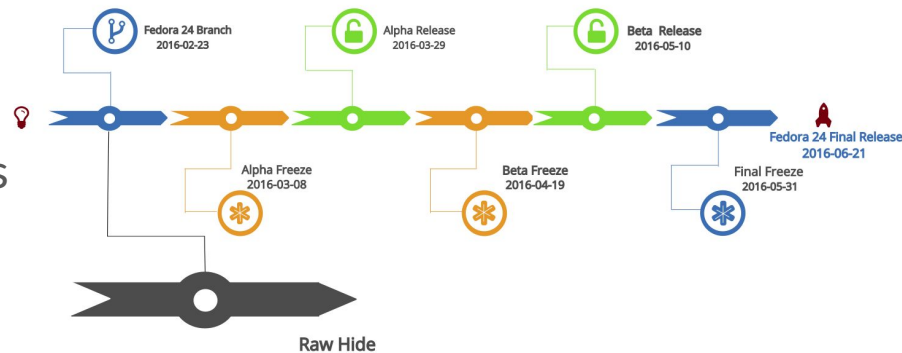 Fedora 24 Branch
2016-02-23
Alpha Release
2016-03-29
Beta Release
2016-05-10
Fedora 24 Final Release
2016-06-21
s
Alpha Freeze
2016-03-08
Beta Freeze
2016-04-19
Final Freeze
2016-05-31
Raw Hide